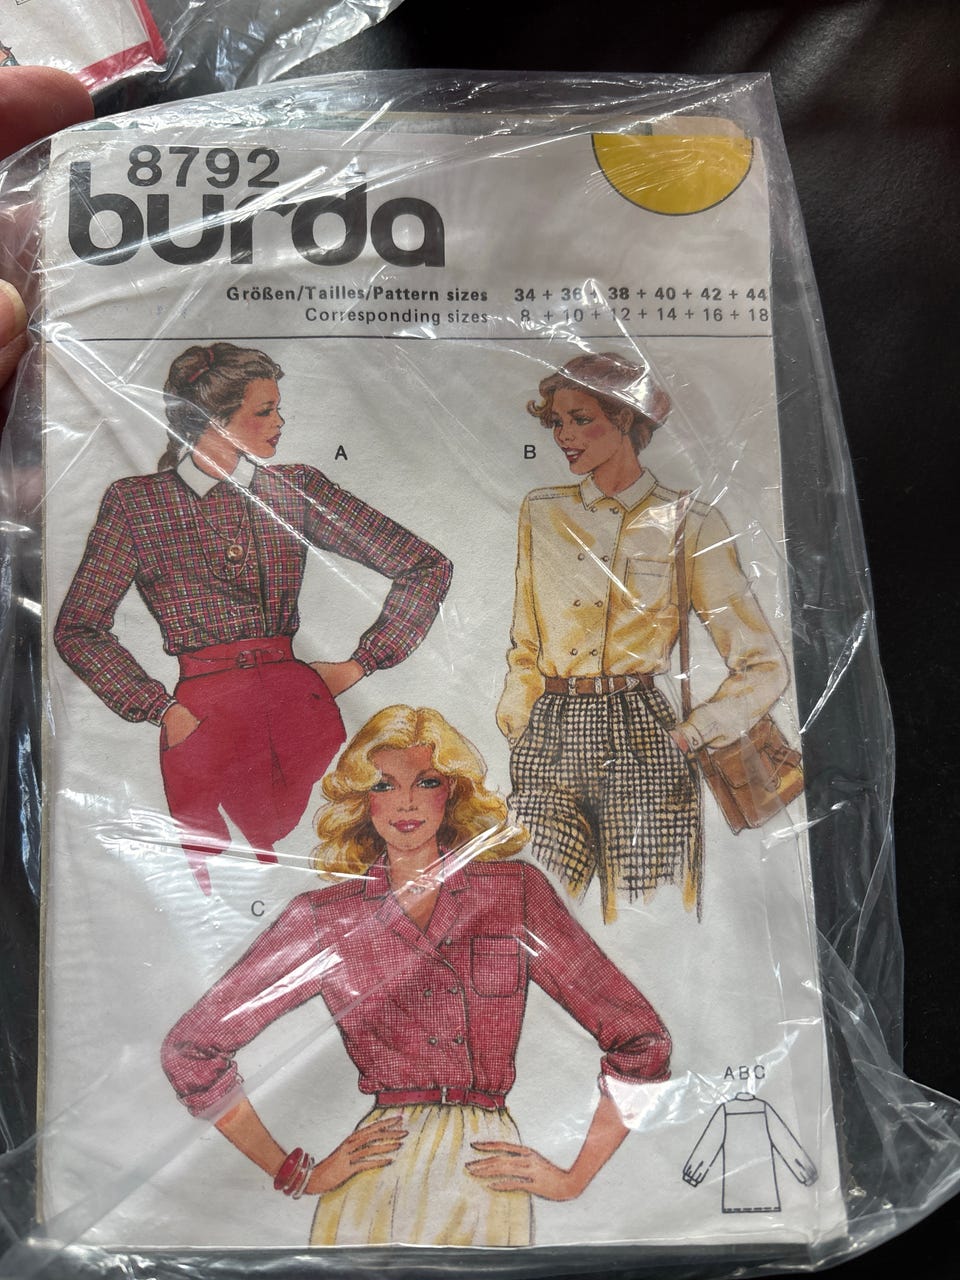 8792
burda
Größen/Tailles/Pattern sizes 34 + 36 + 38 + 40 + 42 + 44
Corresponding sizes 8 + 10 + 12 + 14 + 16 + 18
A
B
C
ABC